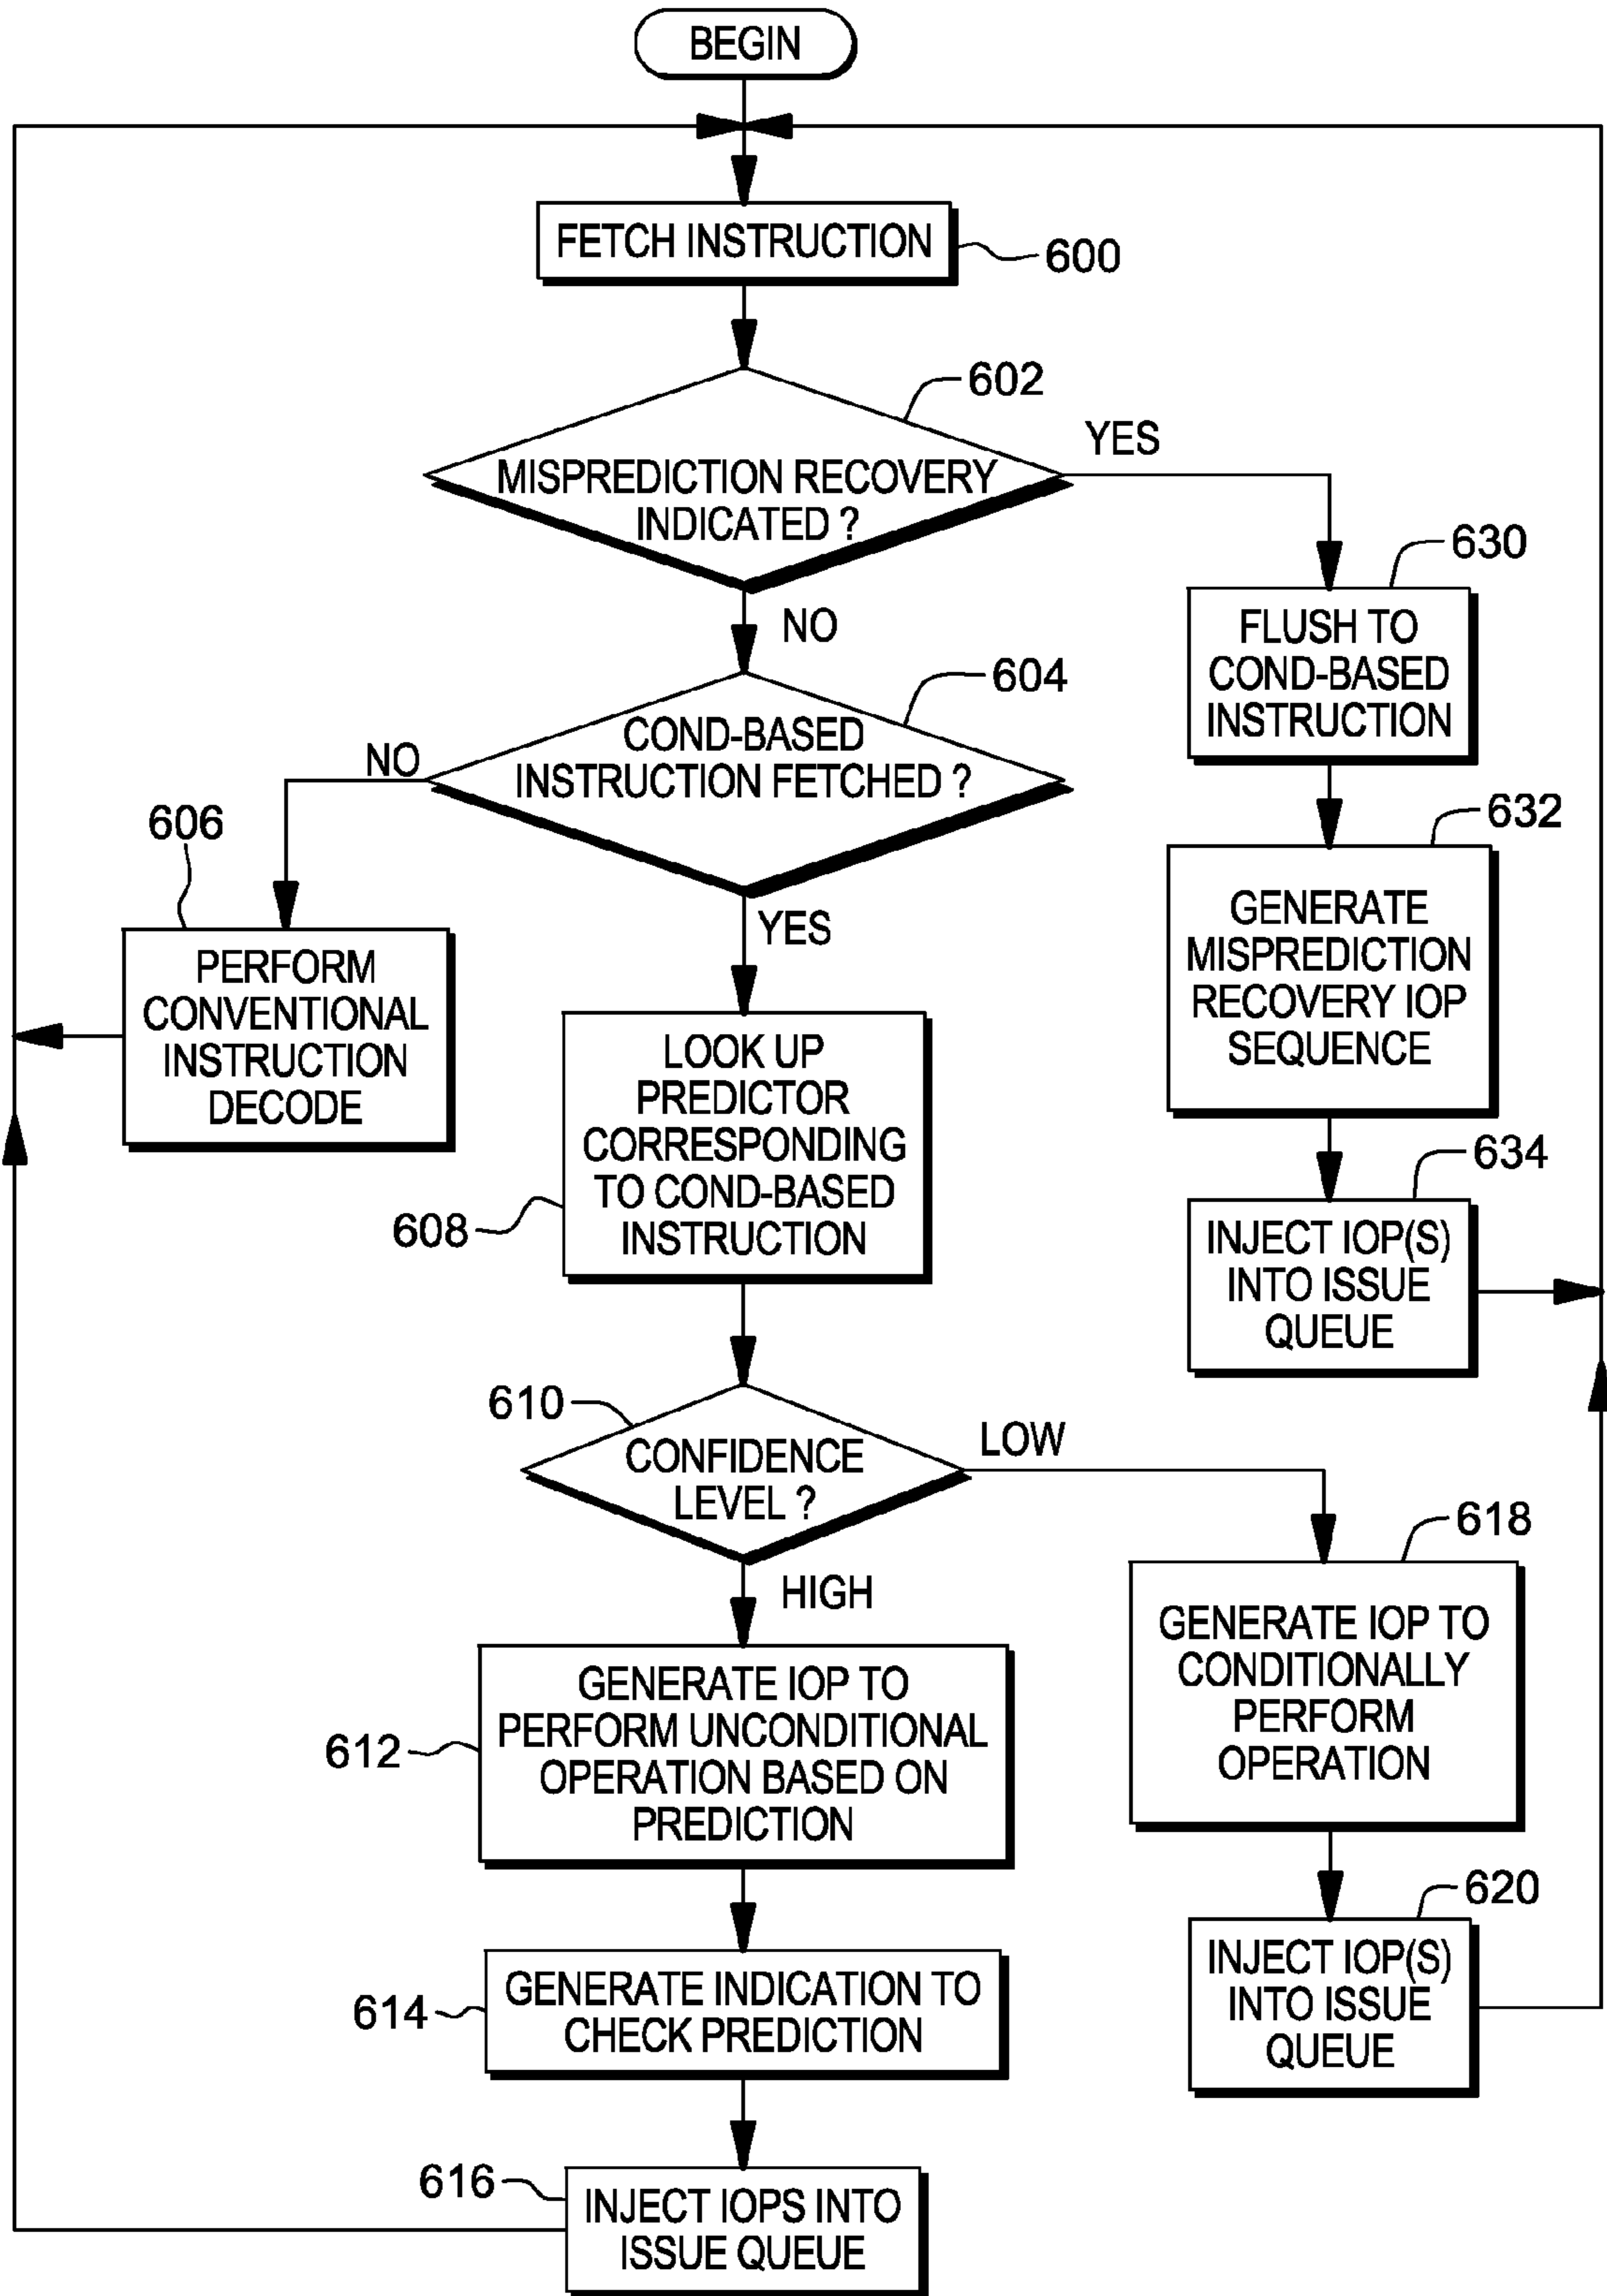 BEGIN
FETCH INSTRUCTION
600
602
MISPREDICTION RECOVERY
INDICATED ?
YES
NO
630
FLUSH TO
COND-BASED
INSTRUCTION
604
COND-BASED
INSTRUCTION FETCHED ?
NO
YES
606
PERFORM
CONVENTIONAL
INSTRUCTION
DECODE
632
GENERATE
MISPREDICTION
RECOVERY IOP
SEQUENCE
608
LOOK UP
PREDICTOR
CORRESPONDING
TO COND-BASED
INSTRUCTION
634
INJECT IOP(S)
INTO ISSUE
QUEUE
610
CONFIDENCE
LEVEL ?
LOW
HIGH
618
GENERATE IOP TO
CONDITIONALLY
PERFORM
OPERATION
612
GENERATE IOP TO
PERFORM UNCONDITIONAL
OPERATION BASED ON
PREDICTION
620
INJECT IOP(S)
INTO ISSUE
QUEUE
614
GENERATE INDICATION TO
CHECK PREDICTION
616
INJECT IOPS INTO
ISSUE QUEUE